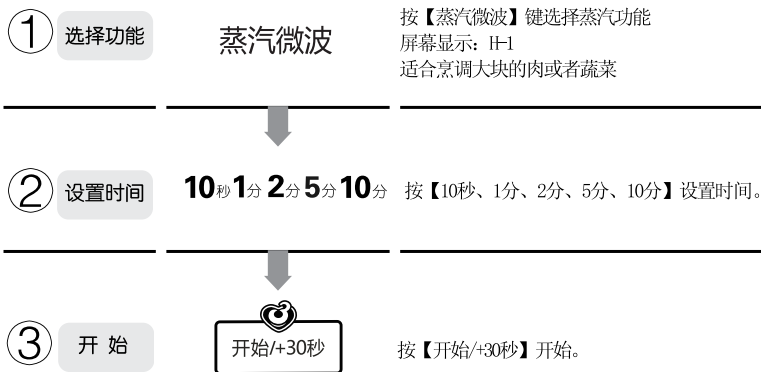 ① 选择功能
蒸汽微波
按【蒸汽微波】键选择蒸汽功能
屏幕显示：H-1
适合烹调大块的肉或者蔬菜
② 设置时间
10秒 1分 2分 5分 10分
按【10秒、1分、2分、5分、10分】设置时间。
③ 开 始
开始/+30秒
按【开始/+30秒】开始。